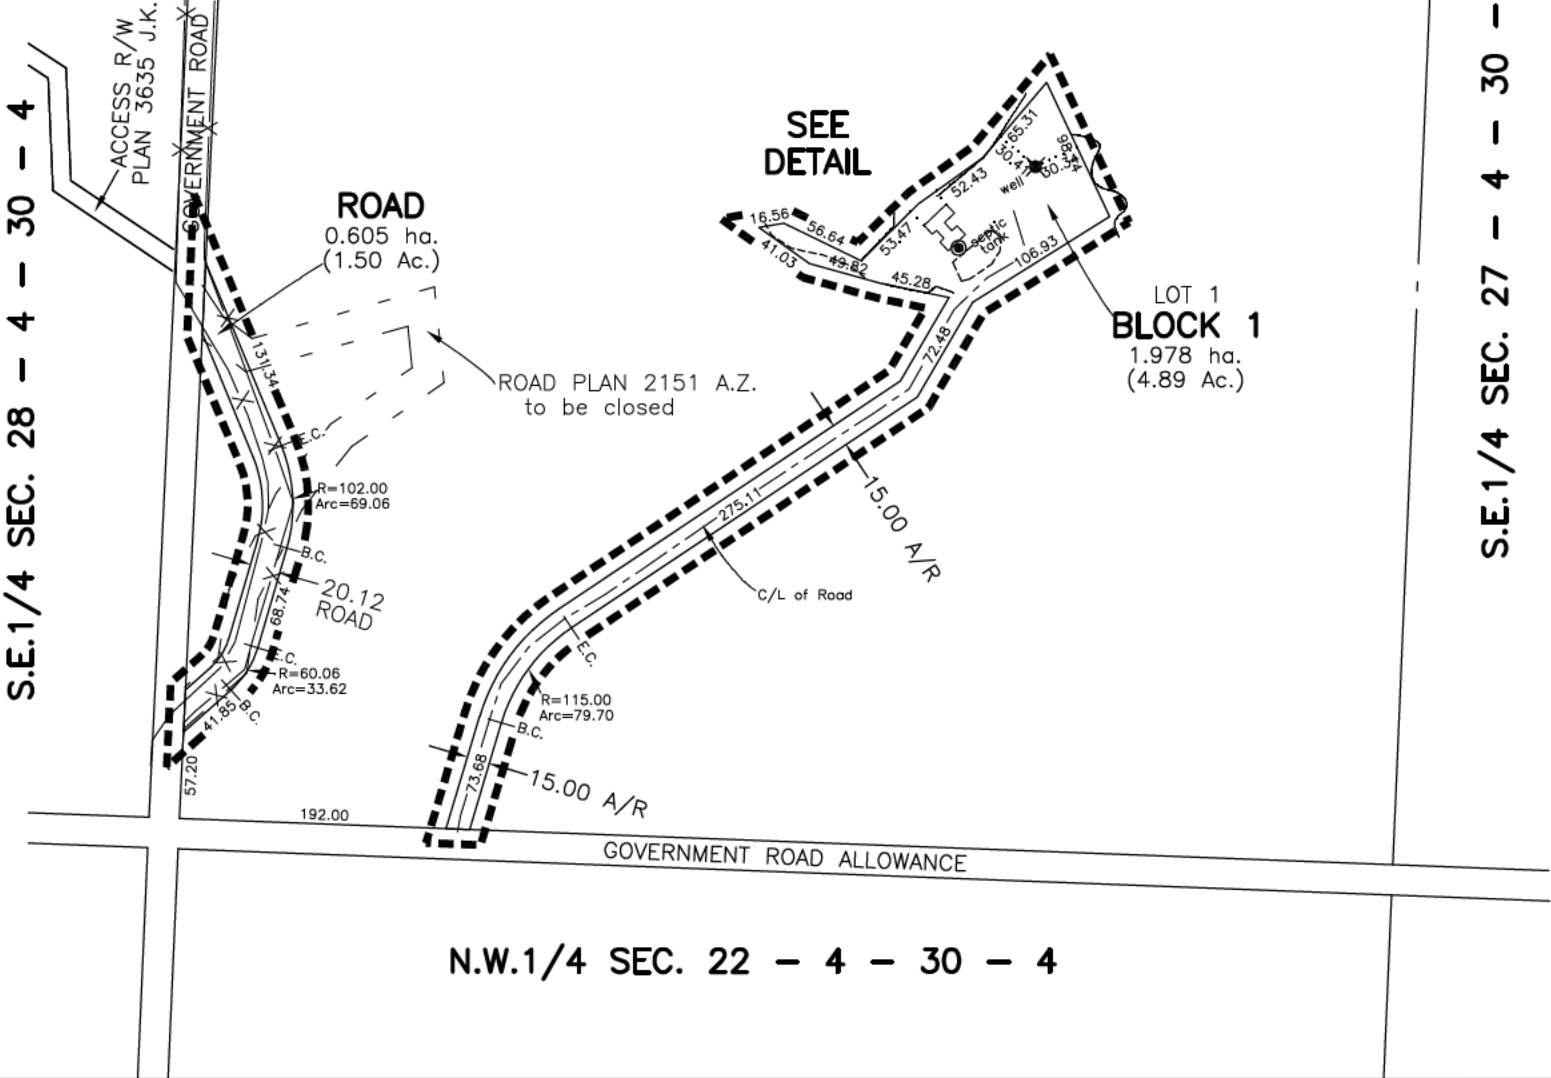 ACCESS R/W
PLAN 3635 J.K.
GOVERNMENT ROAD
S.E.1/4 SEC. 28 - 4 - 30 - 4
ROAD
0.605 ha.
(1.50 Ac.)
131.34
E.C.
R=102.00
Arc=69.06
B.C.
20.12
ROAD
68.74
E.C.
R=60.06
Arc=33.62
B.C.
41.85
57.20
ROAD PLAN 2151 A.Z.
to be closed
SEE
DETAIL
16.56
56.64
41.03
49.82
45.28
53.47
52.43
65.31
30.4
98.44
well
septic
tank
106.93
LOT 1
BLOCK 1
1.978 ha.
(4.89 Ac.)
72.48
275.11
15.00 A/R
C/L of Road
E.C.
R=115.00
Arc=79.70
B.C.
73.68
15.00 A/R
192.00
GOVERNMENT ROAD ALLOWANCE
N.W.1/4 SEC. 22 - 4 - 30 - 4
S.E.1/4 SEC. 27 - 4 - 30 -